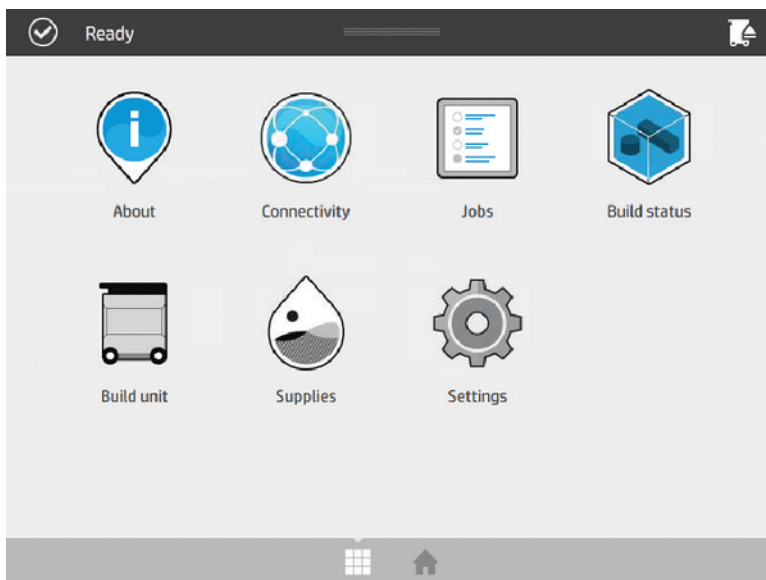 Ready
About
Connectivity
Jobs
Build status
Build unit
Supplies
Settings